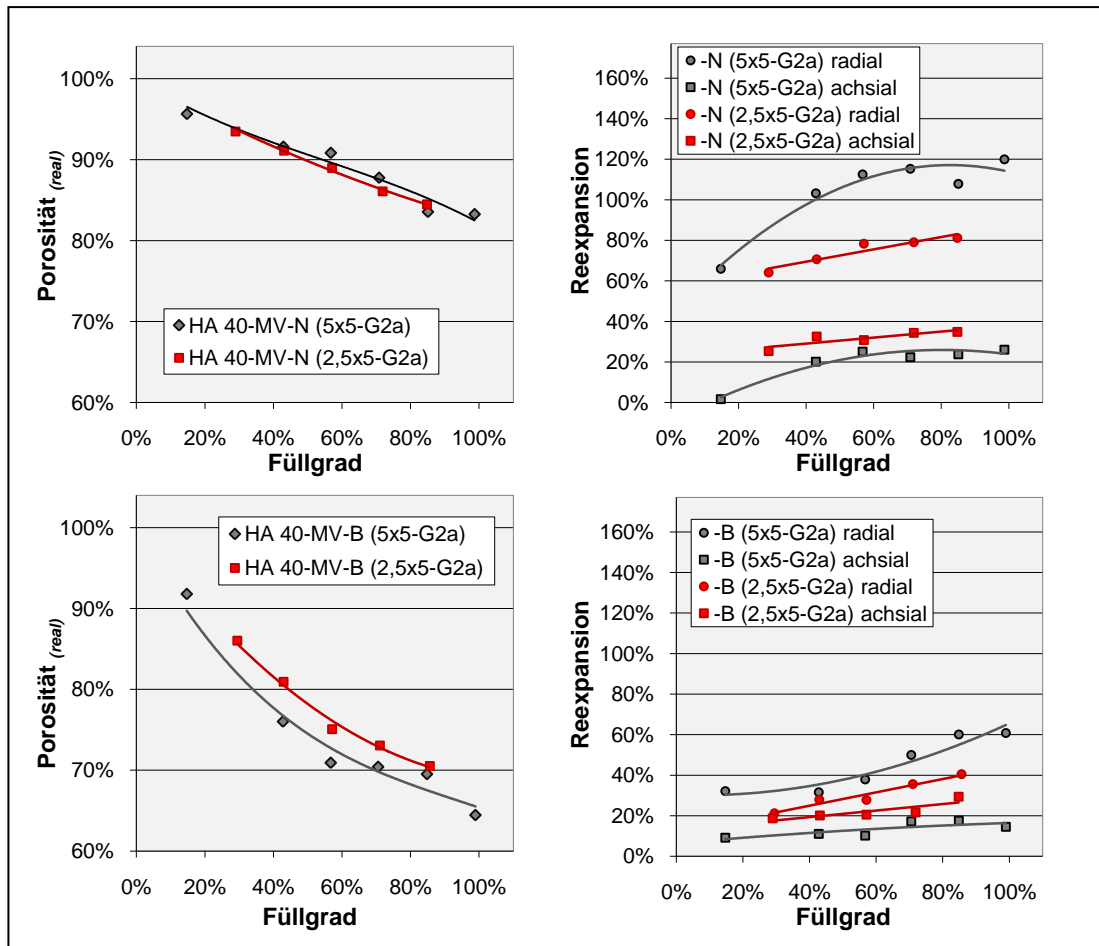 100%
90%
80%
70%
60%
Porosität (real)
HA 40-MV-N (5x5-G2a)
HA 40-MV-N (2,5x5-G2a)
0% 20% 40% 60% 80% 100%
Füllgrad
160%
140%
120%
100%
80%
60%
40%
20%
0%
Reexpansion
-N (5x5-G2a) radial
-N (5x5-G2a) achsial
-N (2,5x5-G2a) radial
-N (2,5x5-G2a) achsial
0% 20% 40% 60% 80% 100%
Füllgrad
100%
90%
80%
70%
60%
Porosität (real)
HA 40-MV-B (5x5-G2a)
HA 40-MV-B (2,5x5-G2a)
0% 20% 40% 60% 80% 100%
Füllgrad
160%
140%
120%
100%
80%
60%
40%
20%
0%
Reexpansion
-B (5x5-G2a) radial
-B (5x5-G2a) achsial
-B (2,5x5-G2a) radial
-B (2,5x5-G2a) achsial
0% 20% 40% 60% 80% 100%
Füllgrad